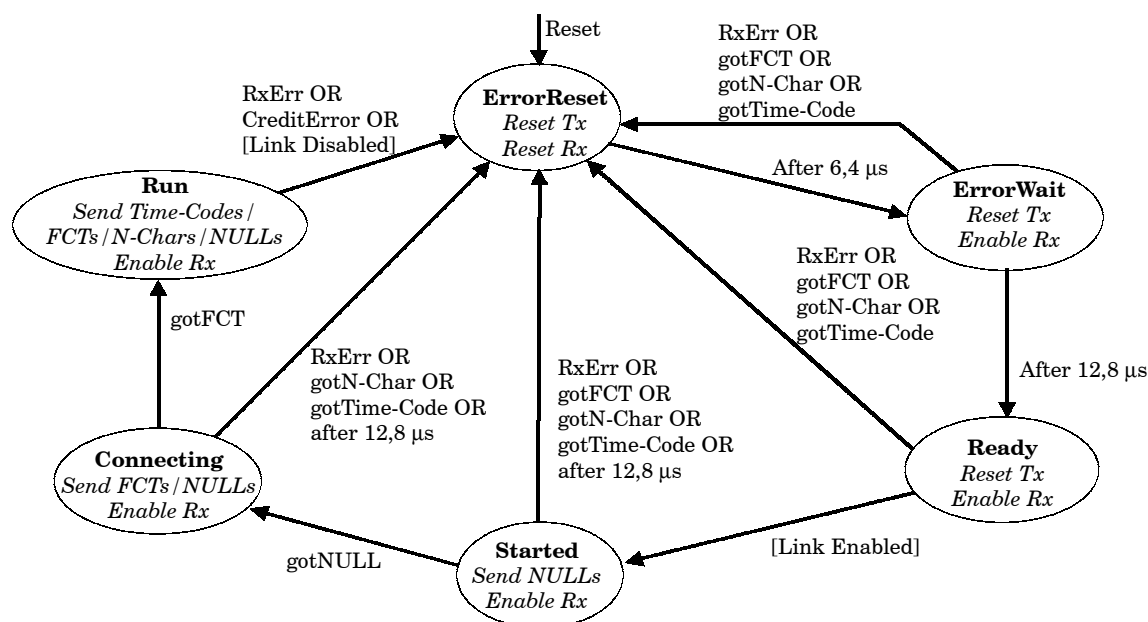 Reset
RxErr OR
gotFCT OR
gotN-Char OR
gotTime-Code
RxErr OR
CreditError OR
[Link Disabled]
ErrorReset
Reset Tx
Reset Rx
After 6,4 µs
Run
Send Time-Codes/
FCTs/N-Chars/NULLs
Enable Rx
ErrorWait
Reset Tx
Enable Rx
RxErr OR
gotFCT OR
gotN-Char OR
gotTime-Code
gotFCT
RxErr OR
gotN-Char OR
gotTime-Code OR
after 12,8 µs
RxErr OR
gotFCT OR
gotN-Char OR
gotTime-Code OR
after 12,8 µs
After 12,8 µs
Connecting
Send FCTs/NULLs
Enable Rx
Ready
Reset Tx
Enable Rx
gotNULL
Started
Send NULLs
Enable Rx
[Link Enabled]